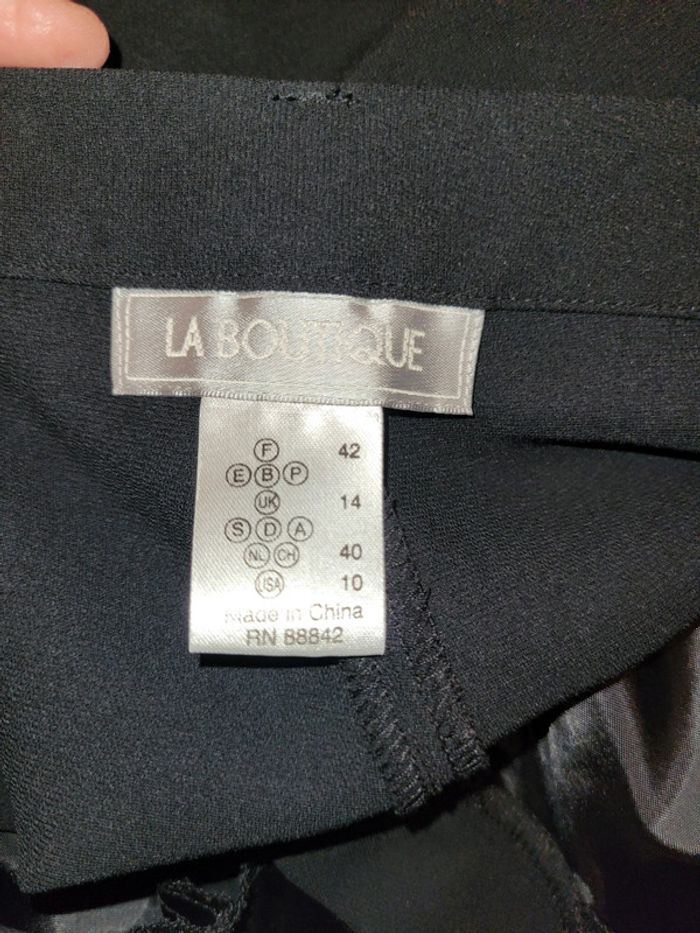 LA BOUTIQUE
F 42
E B P
UK 14
S D A
NL CH 40
USA 10
Made in China
RN 88842